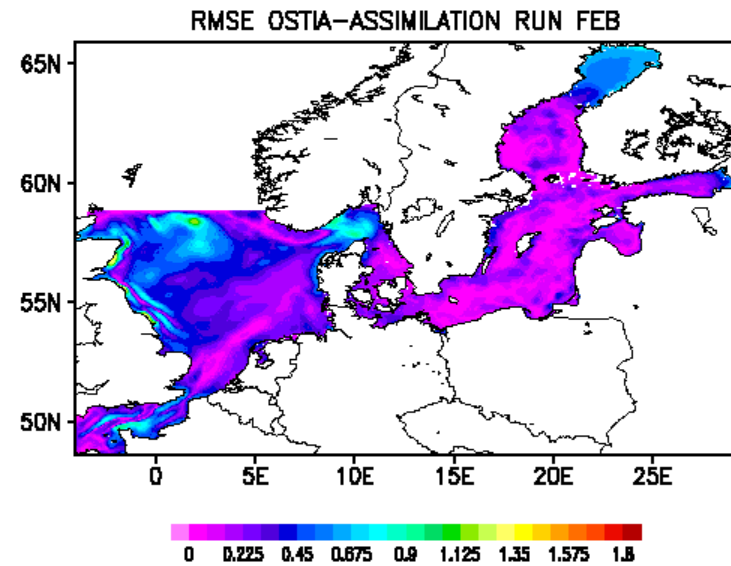 RMSE OSTIA-ASSIMILATION RUN FEB
65N
60N
55N
50N
0 5E 10E 15E 20E 25E
0 0.225 0.45 0.675 0.9 1.125 1.35 1.575 1.8